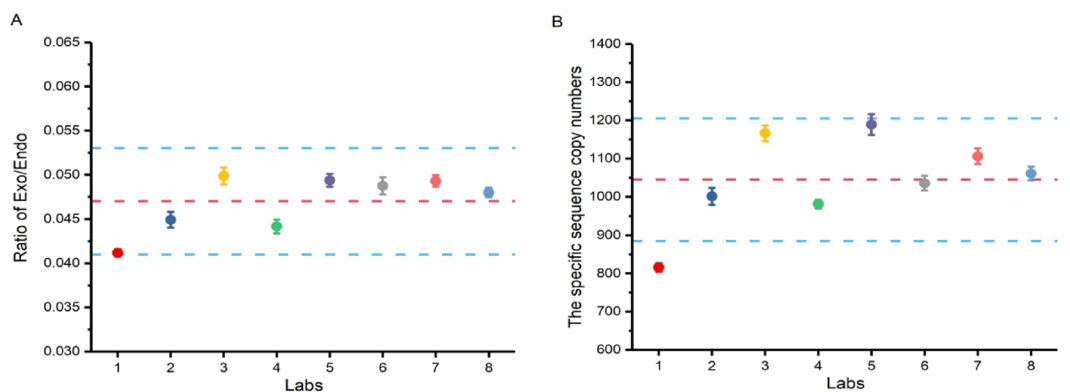 A
Ratio of Exo/Endo
0.065
0.060
0.055
0.050
0.045
0.040
0.035
0.030
1 2 3 4 5 6 7 8
Labs
B
The specific sequence copy numbers
1400
1300
1200
1100
1000
900
800
700
600
1 2 3 4 5 6 7 8
Labs